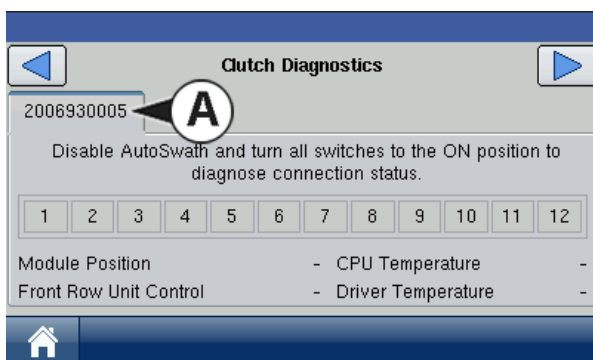 Clutch Diagnostics
2006930005 A
Disable AutoSwath and turn all switches to the ON position to
diagnose connection status.
1 2 3 4 5 6 7 8 9 10 11 12
Module Position - CPU Temperature -
Front Row Unit Control - Driver Temperature -